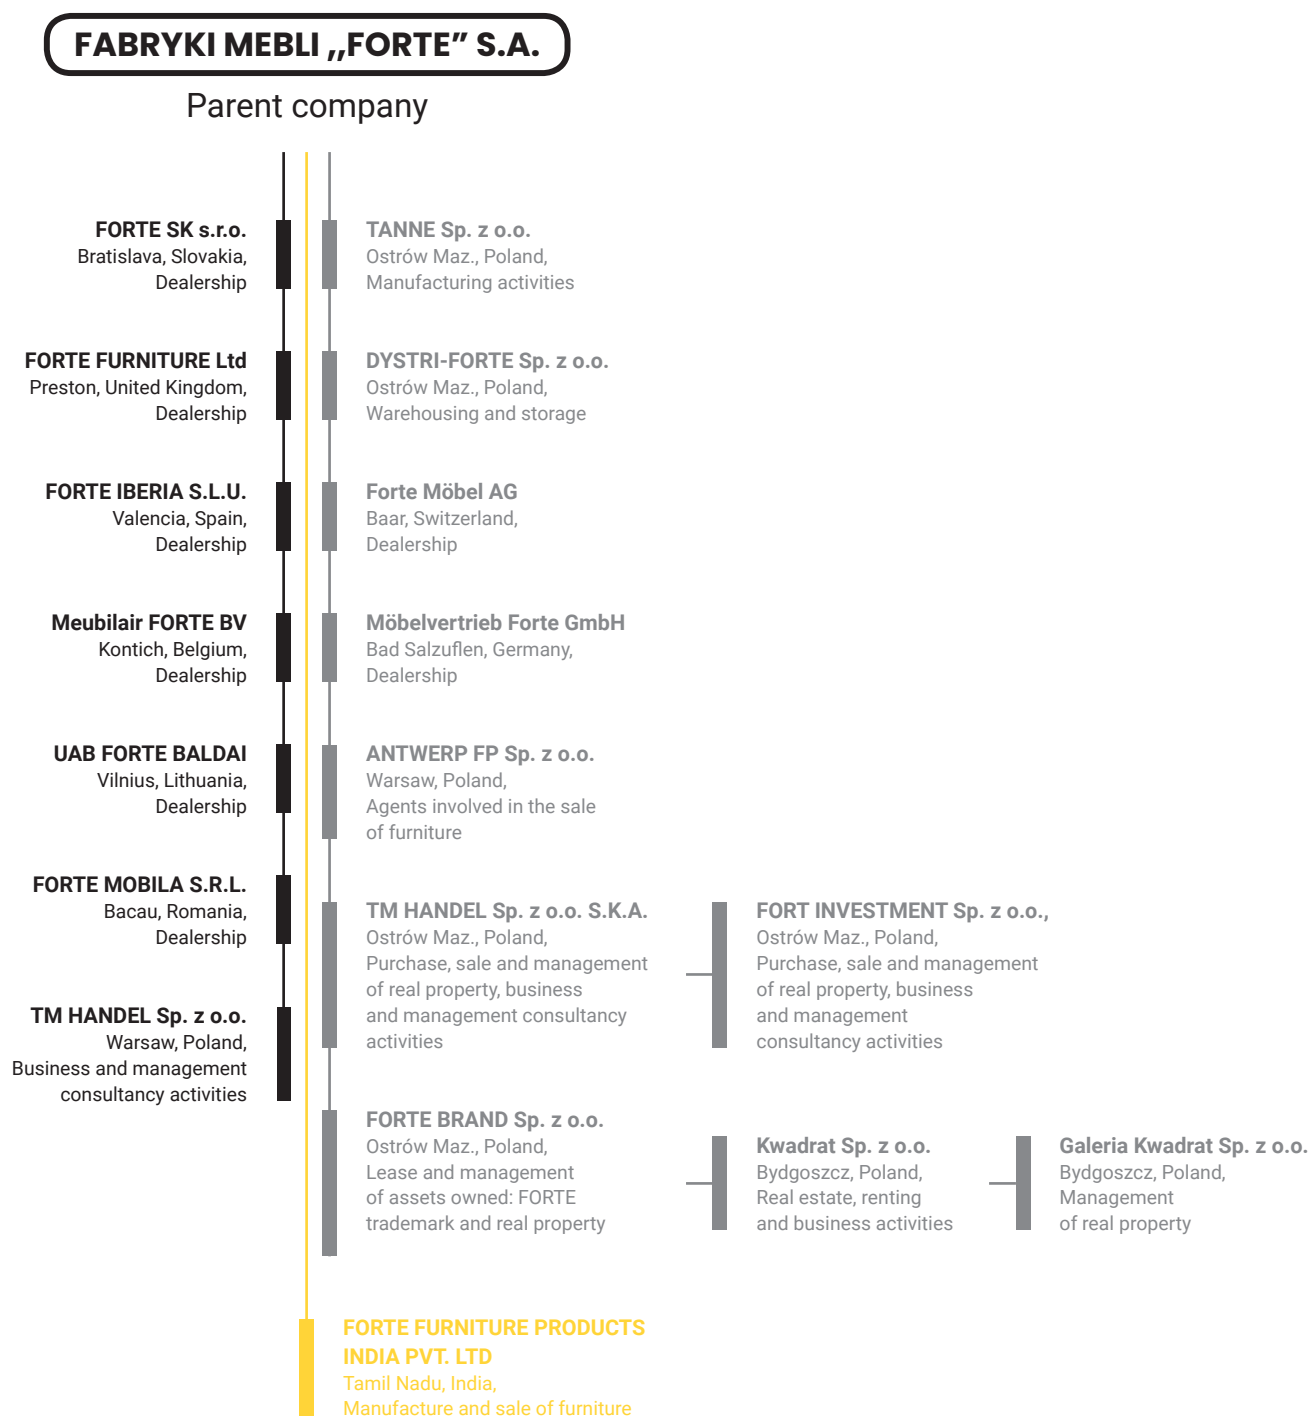 FABRYKI MEBLI ,,FORTE” S.A.
Parent company
FORTE SK s.r.o.
Bratislava, Slovakia,
Dealership
FORTE FURNITURE Ltd
Preston, United Kingdom,
Dealership
FORTE IBERIA S.L.U.
Valencia, Spain,
Dealership
Meubilair FORTE BV
Kontich, Belgium,
Dealership
UAB FORTE BALDAI
Vilnius, Lithuania,
Dealership
FORTE MOBILA S.R.L.
Bacau, Romania,
Dealership
TM HANDEL Sp. z o.o.
Warsaw, Poland,
Business and management
consultancy activities
TANNE Sp. z o.o.
Ostrów Maz., Poland,
Manufacturing activities
DYSTRI-FORTE Sp. z o.o.
Ostrów Maz., Poland,
Warehousing and storage
Forte Möbel AG
Baar, Switzerland,
Dealership
Möbelvertrieb Forte GmbH
Bad Salzuflen, Germany,
Dealership
ANTWERP FP Sp. z o.o.
Warsaw, Poland,
Agents involved in the sale
of furniture
TM HANDEL Sp. z o.o. S.K.A.
Ostrów Maz., Poland,
Purchase, sale and management
of real property, business
and management consultancy
activities
FORT INVESTMENT Sp. z o.o.,
Ostrów Maz., Poland,
Purchase, sale and management
of real property, business
and management
consultancy activities
FORTE BRAND Sp. z o.o.
Ostrów Maz., Poland,
Lease and management
of assets owned: FORTE
trademark and real property
Kwadrat Sp. z o.o.
Bydgoszcz, Poland,
Real estate, renting
and business activities
Galeria Kwadrat Sp. z o.o.
Bydgoszcz, Poland,
Management
of real property
FORTE FURNITURE PRODUCTS
INDIA PVT. LTD
Tamil Nadu, India,
Manufacture and sale of furniture